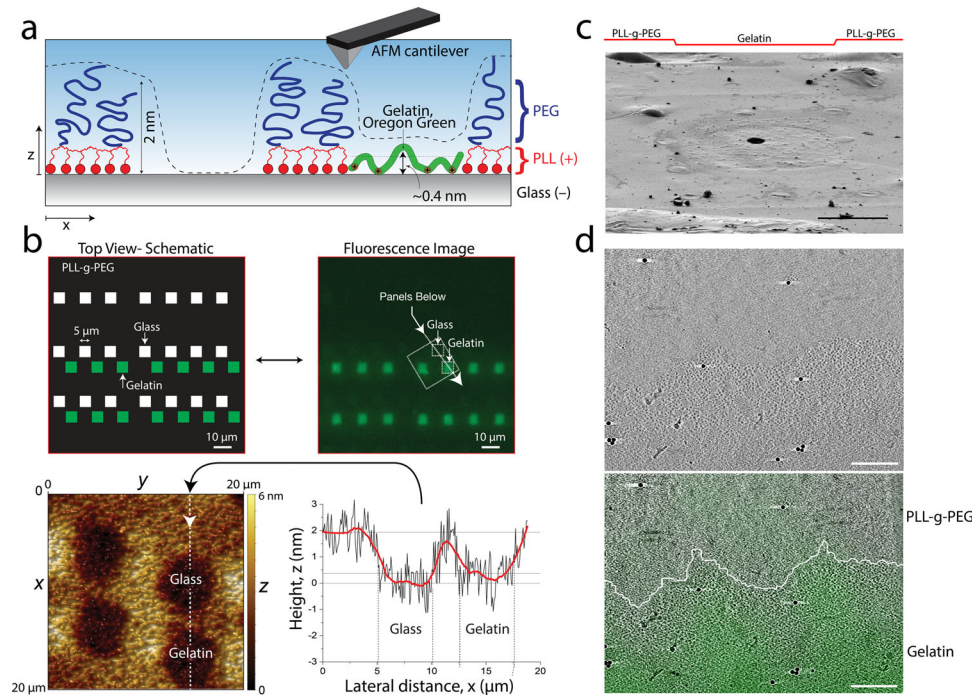 a
AFM cantilever
Gelatin,
Oregon Green
PEG
2 nm
PLL (+)
z
~0.4 nm
Glass (–)
x
b
Top View- Schematic
PLL-g-PEG
5 µm
Glass
Gelatin
10 µm
Fluorescence Image
Panels Below
Glass
Gelatin
10 µm
0
y
20 µm
6 nm
x
Glass
z
Gelatin
20 µm
0
Height, z (nm)
3
2
1
0
-1
-2
-3
Glass
Gelatin
0
5
10
15
20
Lateral distance, x (µm)
c
PLL-g-PEG
Gelatin
PLL-g-PEG
d
PLL-g-PEG
Gelatin